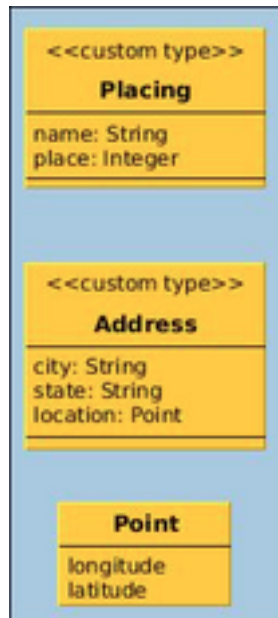 <<custom type>>
Placing
name: String
place: Integer
<<custom type>>
Address
city: String
state: String
location: Point
Point
longitude
latitude